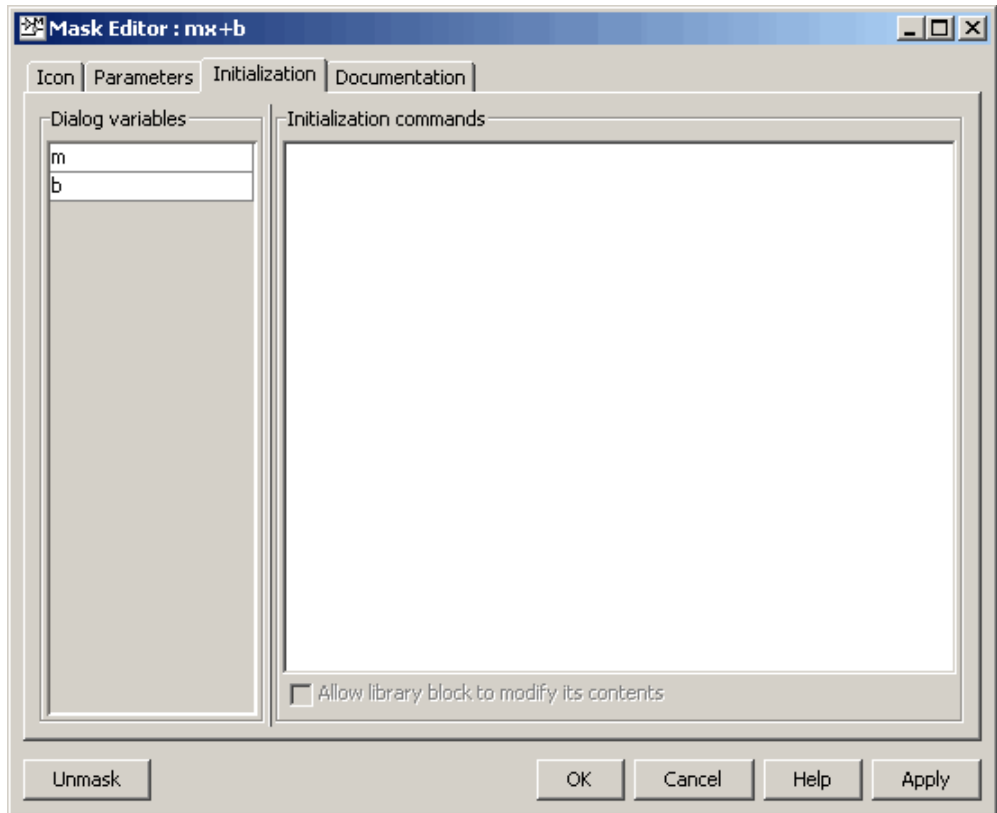 Mask Editor : mx+b
Icon Parameters Initialization Documentation
Dialog variables
m
b
Initialization commands
Allow library block to modify its contents
Unmask OK Cancel Help Apply